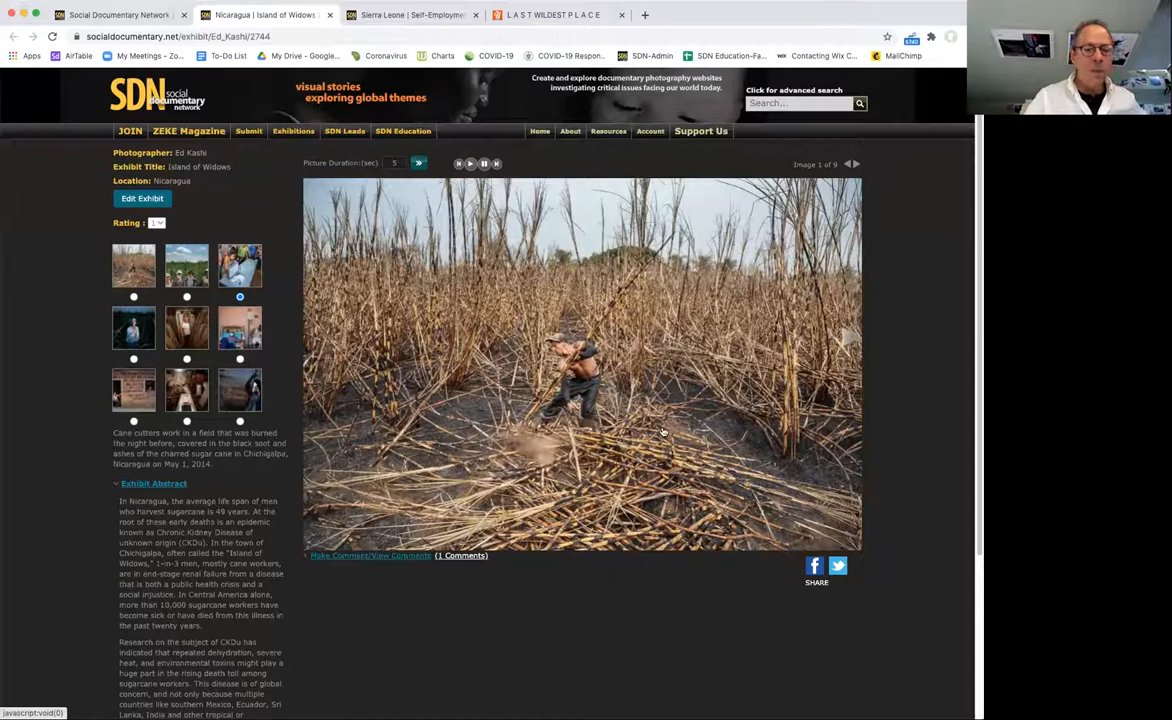 Social Documentary Network
Nicaragua | Island of Widows
Sierra Leone | Self-Employme
L A S T W I L D E S T P L A C E
socialdocumentary.net/exhibit/Ed_Kashi/2744
Apps
AirTable
My Meetings - Zo...
To-Do List
My Drive - Google...
Coronavirus
Charts
COVID-19
COVID-19 Respon...
SDN-Admin
SDN Education-Fa...
Contacting Wix C...
MailChimp
SDN social documentary network
visual stories
exploring global themes
Create and explore documentary photography websites
investigating critical issues facing our world today.
Click for advanced search
Search...
JOIN
ZEKE Magazine
Submit
Exhibitions
SDN Leads
SDN Education
Home
About
Resources
Account
Support Us
Photographer: Ed Kashi
Exhibit Title: Island of Widows
Location: Nicaragua
Edit Exhibit
Rating :
Picture Duration:(sec) 5
Image 1 of 9
Cane cutters work in a field that was burned
the night before, covered in the black soot and
ashes of the charred sugar cane in Chichigalpa,
Nicaragua on May 1, 2014.
Exhibit Abstract
In Nicaragua, the average life span of men
who harvest sugarcane is 49 years. At the
root of these early deaths is an epidemic
known as Chronic Kidney Disease of
unknown origin (CKDu). In the town of
Chichigalpa, often called the "Island of
Widows," 1-in-3 men, mostly cane workers,
are in end-stage renal failure from a disease
that is both a public health crisis and a
social injustice. In Central America alone,
more than 10,000 sugarcane workers have
become sick or have died from this illness in
the past twenty years.
Research on the subject of CKDu has
indicated that repeated dehydration, severe
heat, and environmental toxins might play a
huge part in the rising death toll among
sugarcane workers. This disease is of global
concern, and not only because multiple
countries like southern Mexico, Ecuador, Sri
Lanka, India and other tropical or
Make Comment/View Comments (1 Comments)
SHARE
javascript:void(0)